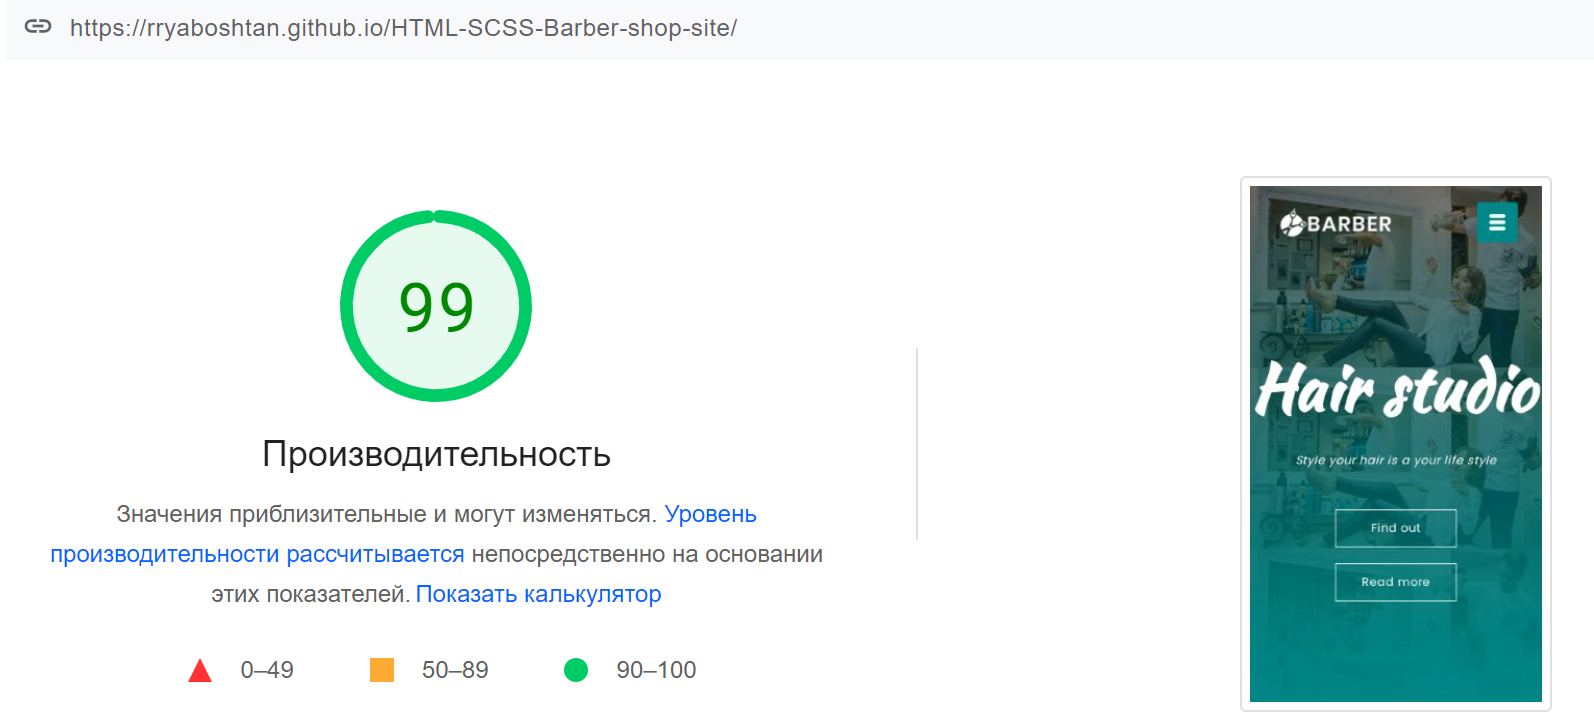 https://rryaboshtan.github.io/HTML-SCSS-Barber-shop-site/
99
Производительность
Значения приблизительные и могут изменяться. Уровень
производительности рассчитывается непосредственно на основании
этих показателей. Показать калькулятор
0–49
50–89
90–100
BARBER
Hair studio
Style your hair is a your life style
Find out
Read more